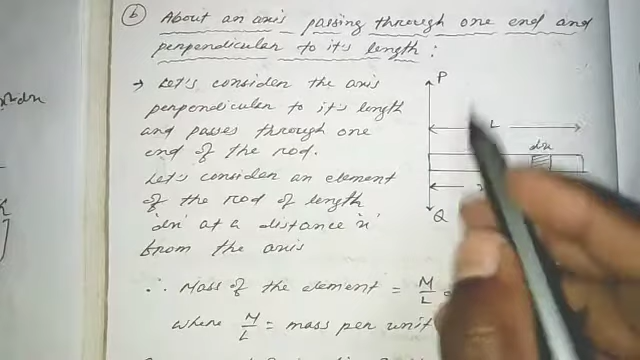 (b) About an axis passing through one end and
perpendicular to it's length :
→ Let's consider the axis
perpendicular to it's length
and passes through one
end of the rod.
Let's consider an element
of the rod of length
'dx' at a distance 'x'
from the axis
P
L
dx
Q
∴ Mass of the element = M/L
where M/L = mass per unit